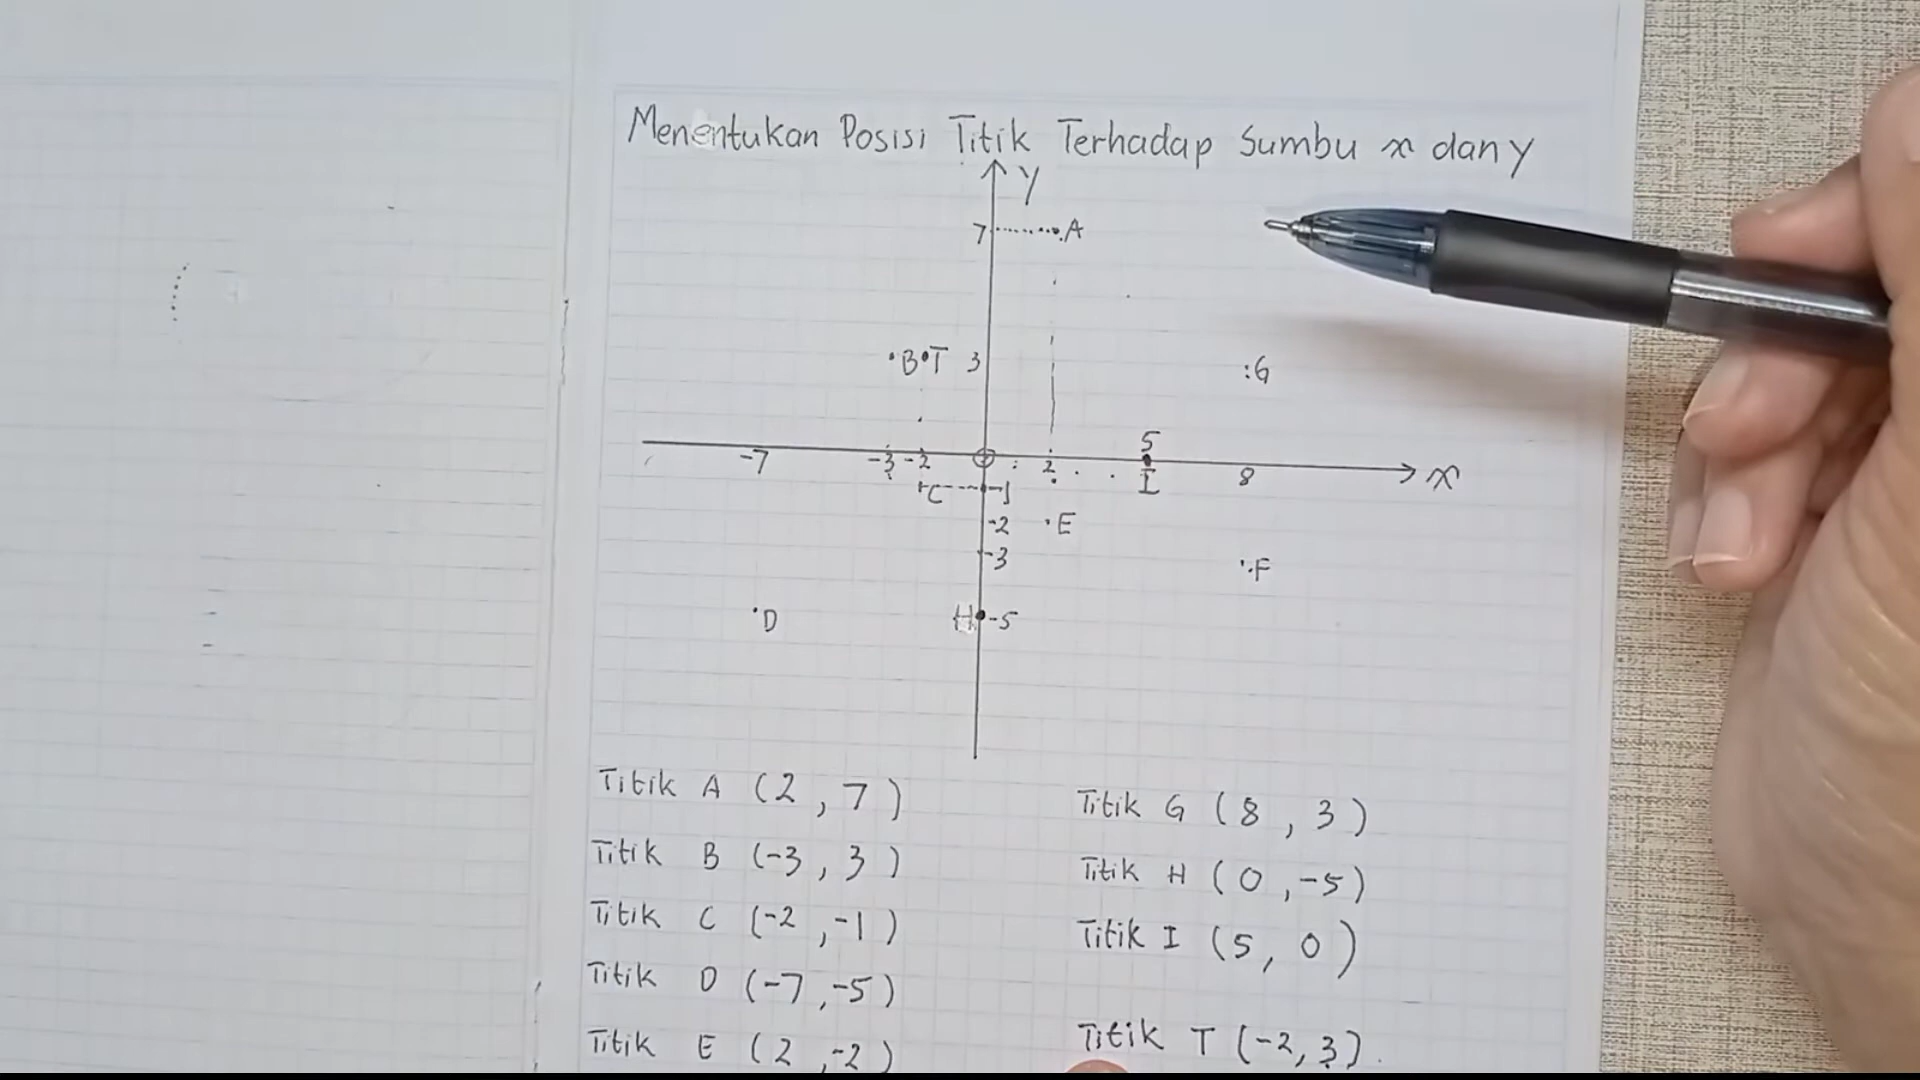 Menentukan Posisi Titik Terhadap Sumbu x dan y
Y
7 A
B T 3
G
5
-7 -3 -2 2 I 8 x
C -1
-2 E
-3
F
D
H -5
Titik A (2, 7)
Titik B (-3, 3)
Titik C (-2, -1)
Titik D (-7, -5)
Titik E (2, -2)
Titik G (8, 3)
Titik H (0, -5)
Titik I (5, 0)
Titik T (-2, 3).